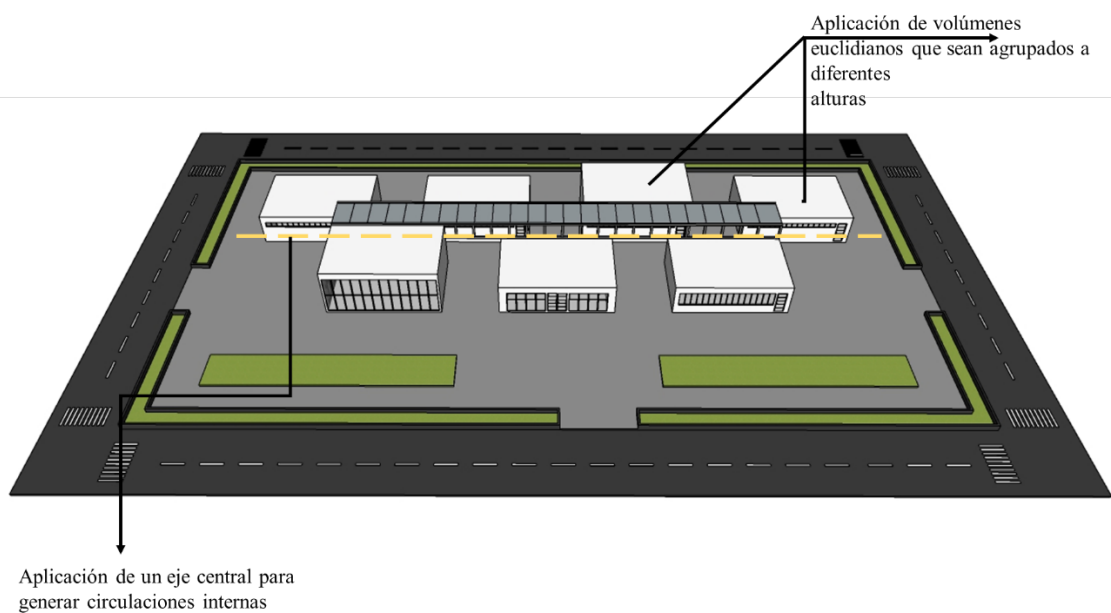 Aplicación de volúmenes
euclidianos que sean agrupados a
diferentes
alturas
Aplicación de un eje central para
generar circulaciones internas